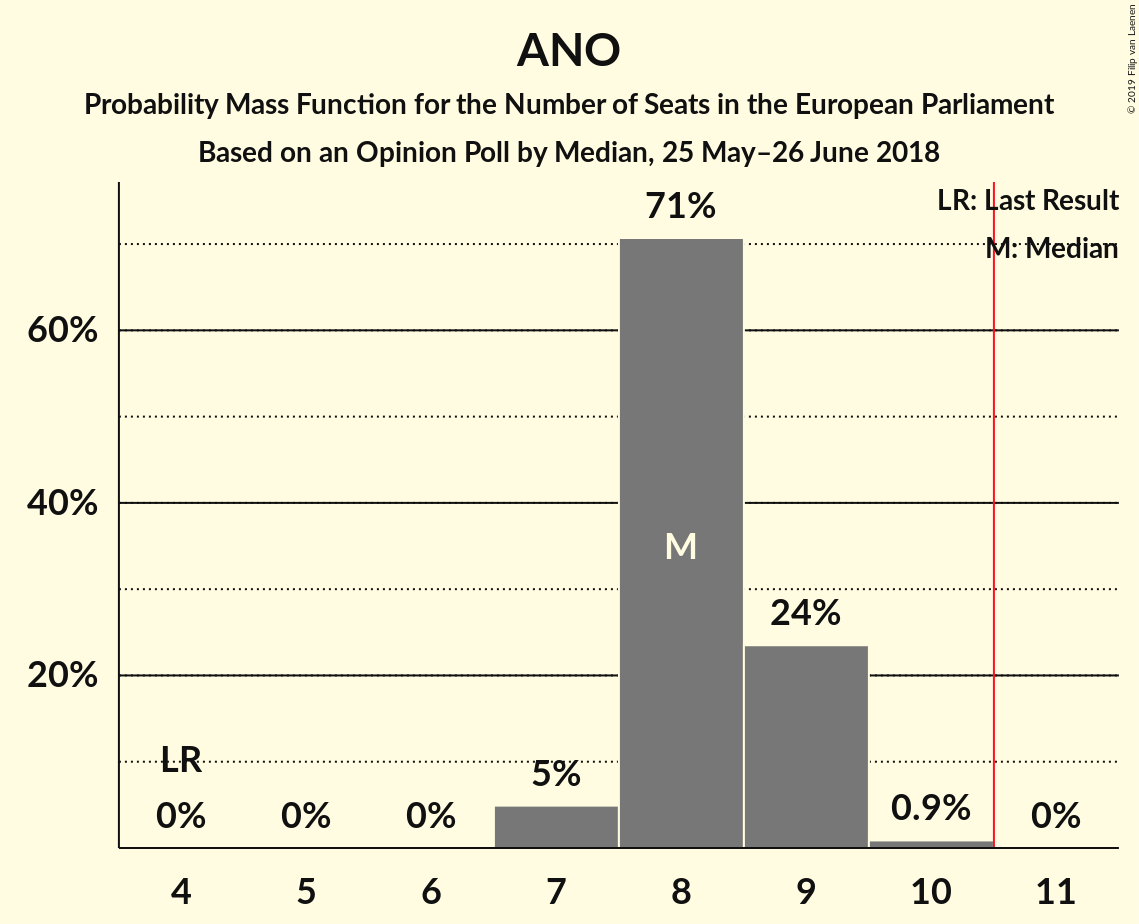 ANO
Probability Mass Function for the Number of Seats in the European Parliament
Based on an Opinion Poll by Median, 25 May–26 June 2018
© 2019 Filip van Laenen
LR: Last Result
M: Median
71%
60%
40%
M
24%
20%
LR
5%
0%
0%
0%
0.9%
0%
4
5
6
7
8
9
10
11